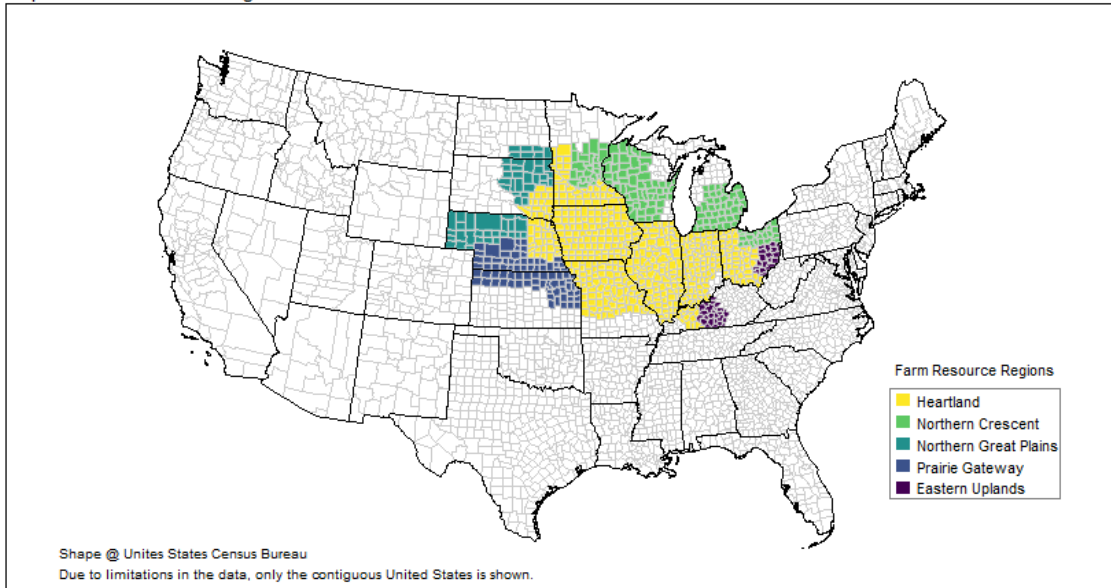 Farm Resource Regions
Heartland
Northern Crescent
Northern Great Plains
Prairie Gateway
Eastern Uplands
Shape @ Unites States Census Bureau
Due to limitations in the data, only the contiguous United States is shown.